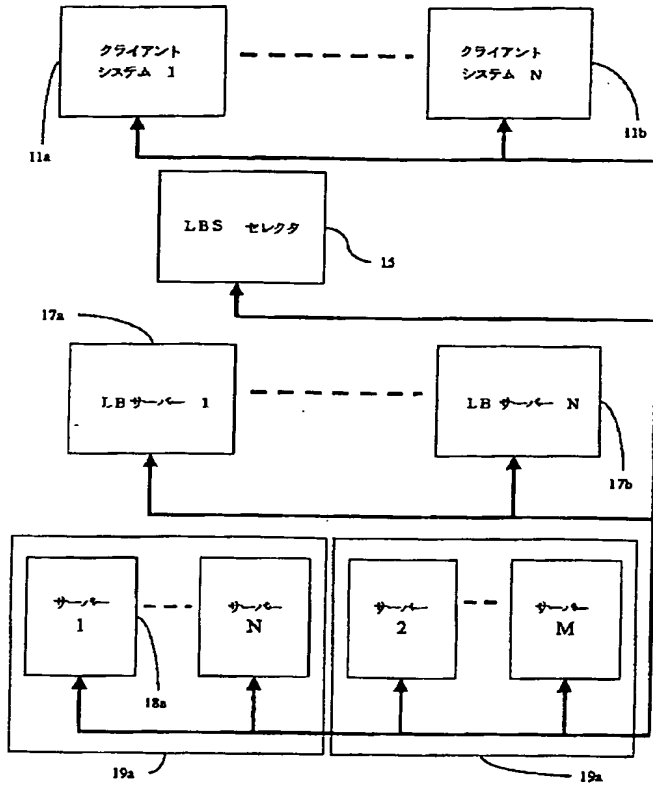 クライアント
システム 1
クライアント
システム N
11a
11b
LBS セレクタ
15
17a
LBサーバー 1
LB サーバー N
17b
サーバー
1
サーバー
N
サーバー
2
サーバー
M
18a
19a
19a